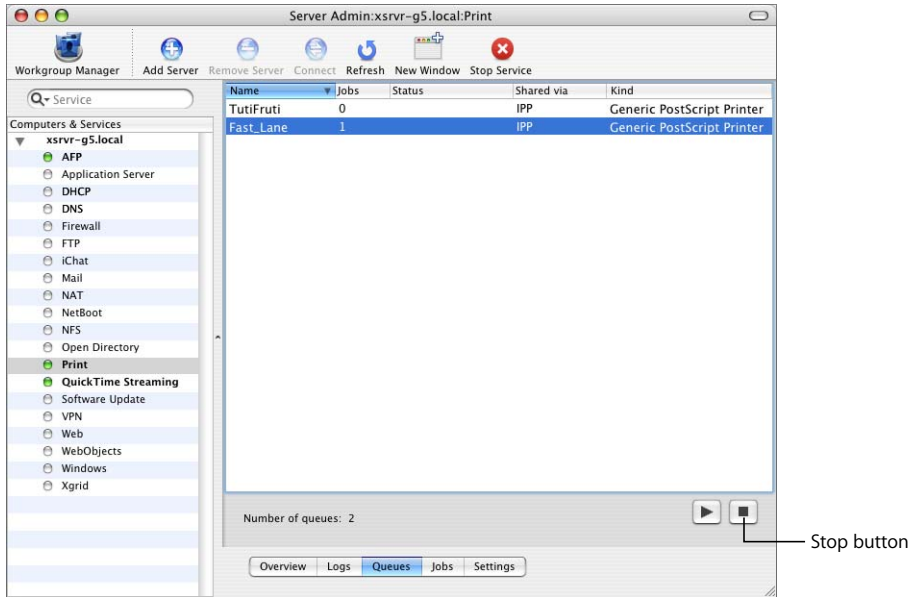 Server Admin:xsrvr-g5.local:Print
Workgroup Manager Add Server Remove Server Connect Refresh New Window Stop Service
Service
Computers & Services
xsrvr-g5.local
AFP
Application Server
DHCP
DNS
Firewall
FTP
iChat
Mail
NAT
NetBoot
NFS
Open Directory
Print
QuickTime Streaming
Software Update
VPN
Web
WebObjects
Windows
Xgrid
Name Jobs Status Shared via Kind
TutiFruti 0 IPP Generic PostScript Printer
Fast_Lane 1 IPP Generic PostScript Printer
Number of queues: 2
Stop button
Overview Logs Queues Jobs Settings